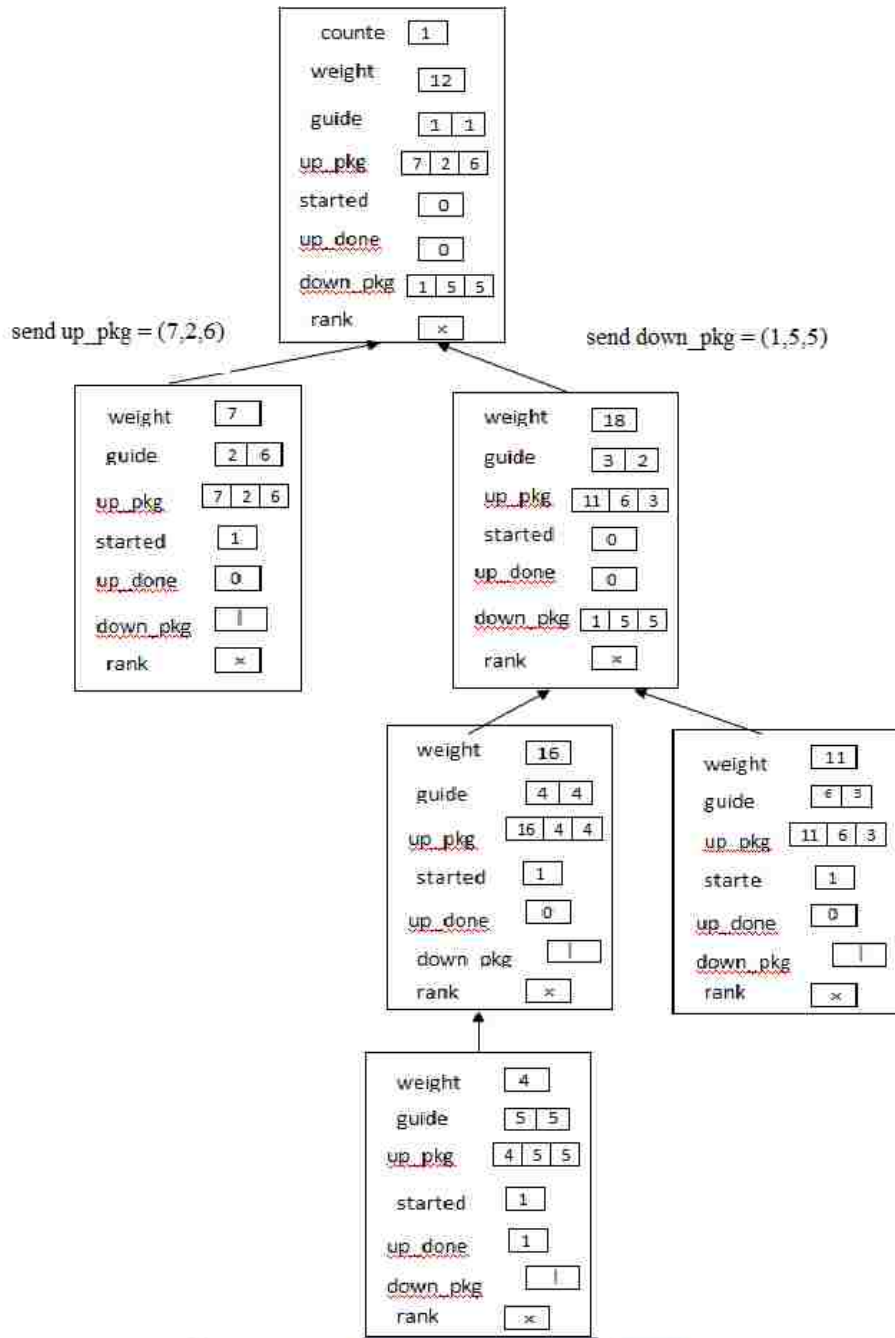 counte 1
weight 12
guide 1 1
up_pkg 7 2 6
started 0
up_done 0
down_pkg 1 5 5
rank ×
send up_pkg = (7,2,6)
send down_pkg = (1,5,5)
weight 7
guide 2 6
up_pkg 7 2 6
started 1
up_done 0
down_pkg |
rank ×
weight 18
guide 3 2
up_pkg 11 6 3
started 0
up_done 0
down_pkg 1 5 5
rank ×
weight 16
guide 4 4
up_pkg 16 4 4
started 1
up_done 0
down pkg |
rank ×
weight 11
guide 6 3
up_pkg 11 6 3
starte 1
up_done 0
down_pkg |
rank ×
weight 4
guide 5 5
up_pkg 4 5 5
started 1
up_done 1
down_pkg |
rank ×